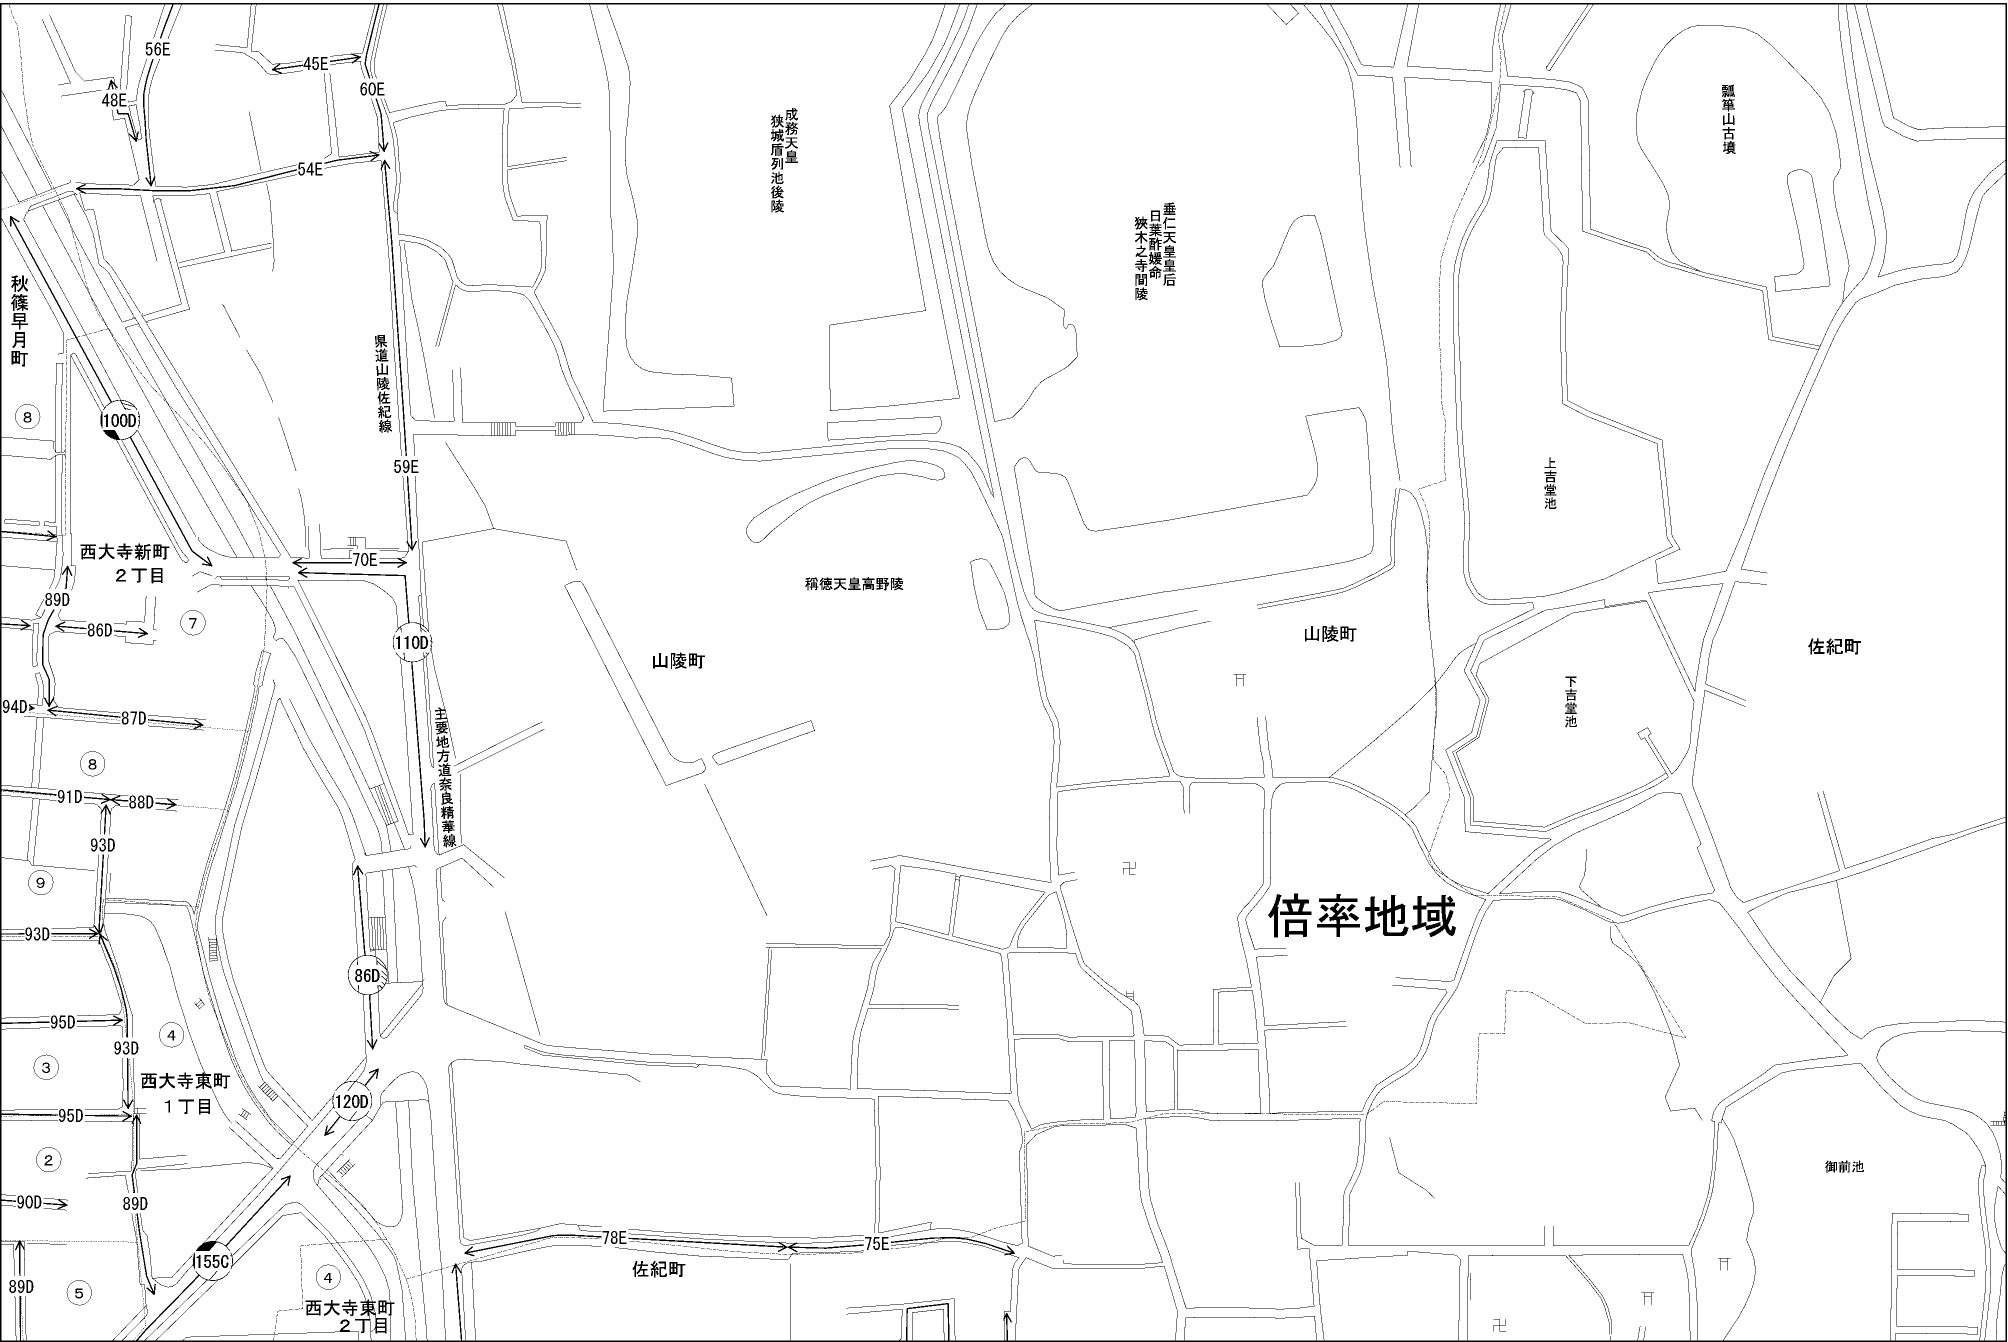 56E
45E
60E
48E
54E
瓢箪山古墳
成務天皇
狭城盾列池後陵
垂仁天皇皇后
日葉酢媛命
狭木之寺間陵
秋篠早月町
県道山陵佐紀線
8
100D
59E
上吉堂池
西大寺新町
2丁目
70E
稱徳天皇高野陵
89D
86D
7
110D
山陵町
山陵町
佐紀町
94D
87D
下吉堂池
主要地方道奈良精華線
8
91D
88D
93D
9
倍率地域
93D
86D
95D
4
93D
3
西大寺東町
1丁目
120D
95D
2
御前池
90D
89D
78E
75E
155C
佐紀町
89D
5
4
西大寺東町
2丁目